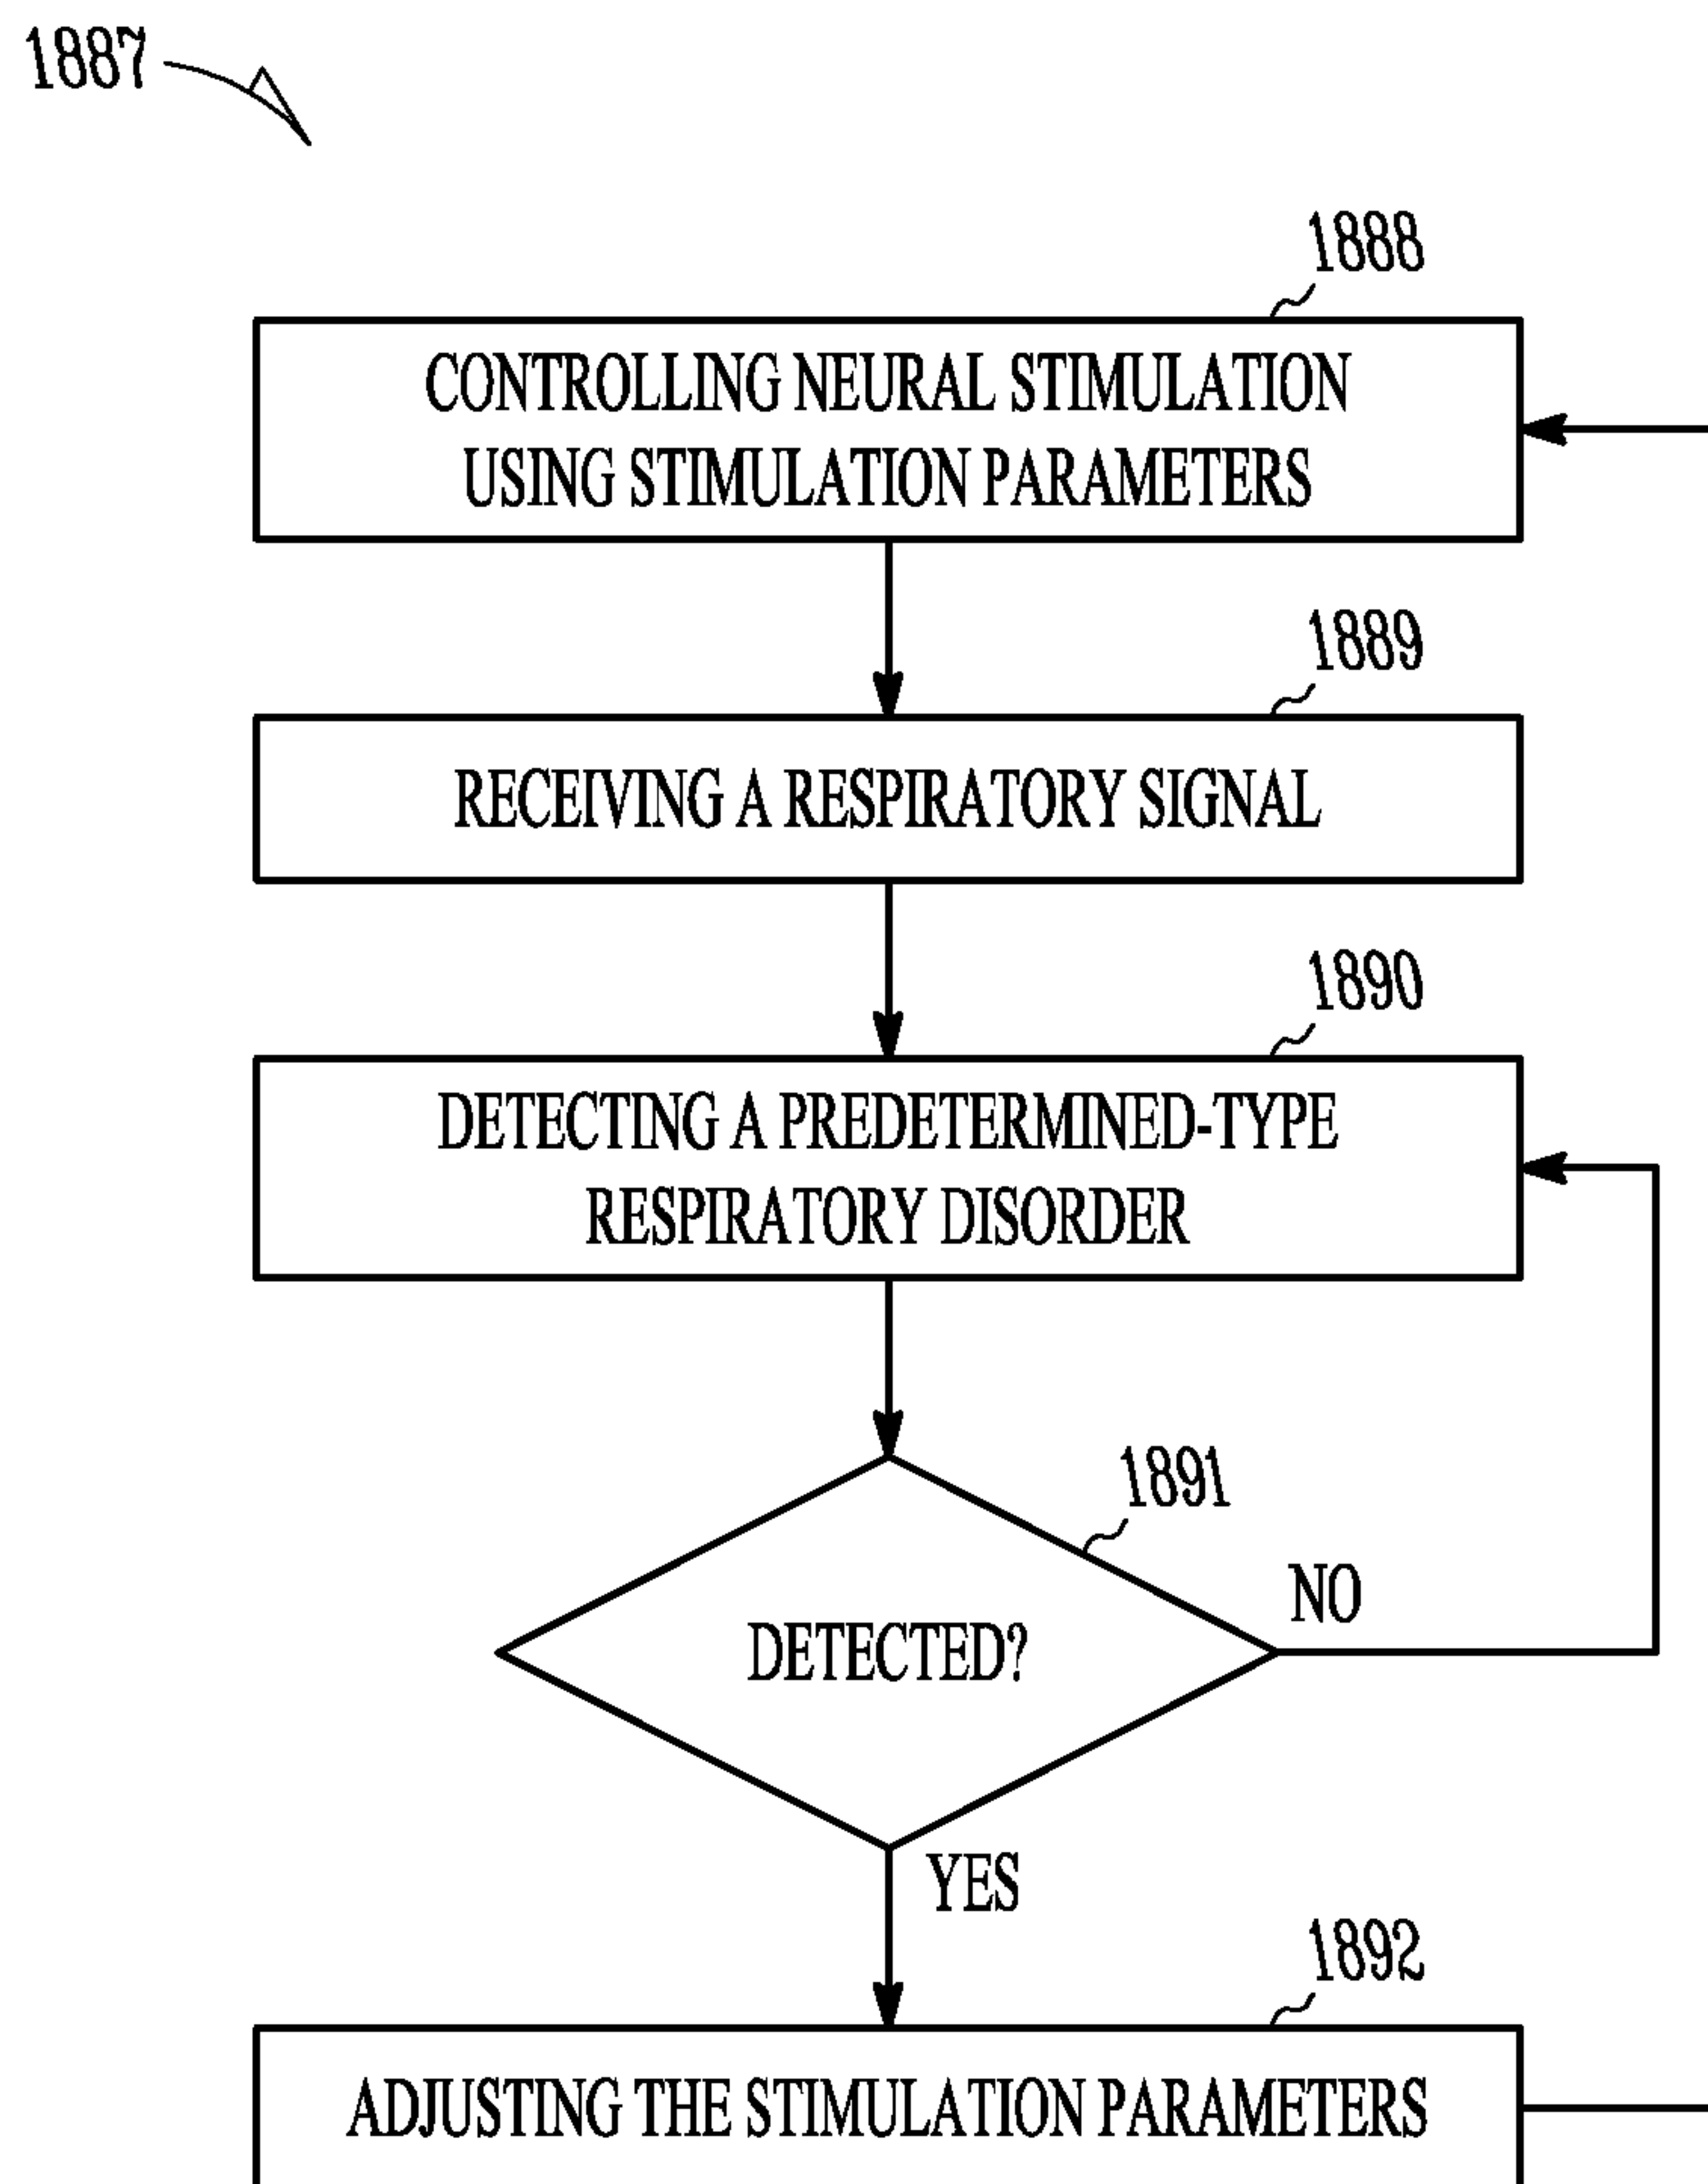 1887
1888
CONTROLLING NEURAL STIMULATION
USING STIMULATION PARAMETERS
1889
RECEIVING A RESPIRATORY SIGNAL
1890
DETECTING A PREDETERMINED-TYPE
RESPIRATORY DISORDER
1891
NO
DETECTED?
YES
1892
ADJUSTING THE STIMULATION PARAMETERS